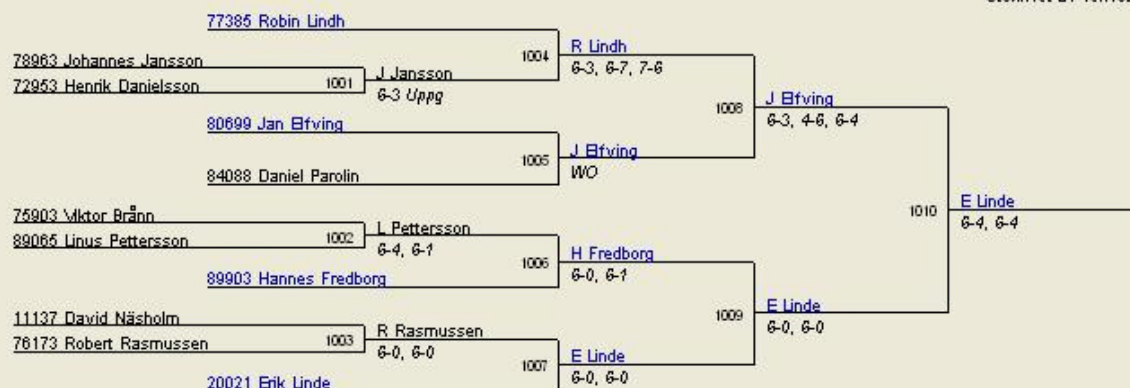 77385 Robin Lindh
R Lindh
1004
78963 Johannes Jansson
J Jansson
6-3, 6-7, 7-6
72953 Henrik Danielsson
1001
6-3 Uppg
J Elfving
1008
6-3, 4-6, 6-4
80699 Jan Elfving
J Elfving
1005
WO
84088 Daniel Parolin
E Linde
1010
6-4, 6-4
75903 Viktor Brånn
L Pettersson
89065 Linus Pettersson
1002
6-4, 6-1
H Fredborg
1006
6-0, 6-1
89903 Hannes Fredborg
E Linde
1009
6-0, 6-0
11137 David Näsholm
R Rasmussen
76173 Robert Rasmussen
1003
6-0, 6-0
E Linde
1007
6-0, 6-0
20021 Erik Linde